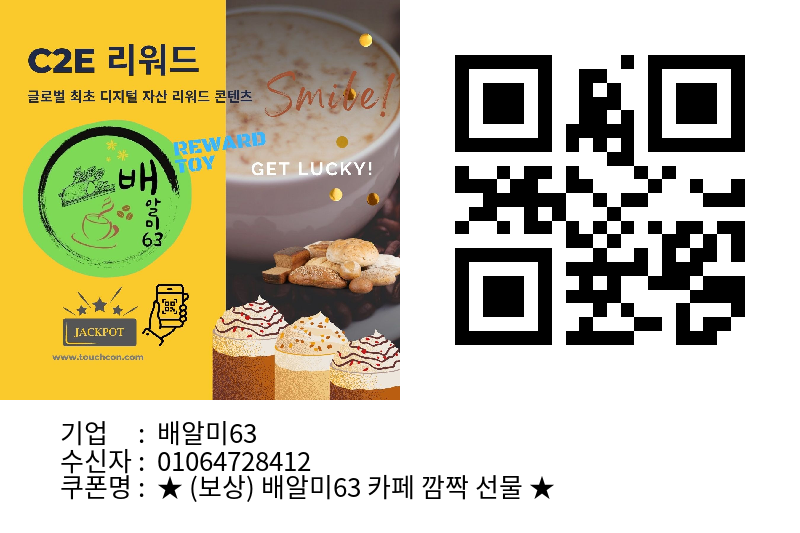 C2E 리워드
글로벌 최초 디지털 자산 리워드 콘텐츠
Smile!
REWARD
TOY
GET LUCKY!
배
알
미
63
JACKPOT
www.touchcon.com
기업 : 배알미63
수신자 : 01064728412
쿠폰명 : ★ (보상) 배알미63 카페 깜짝 선물 ★